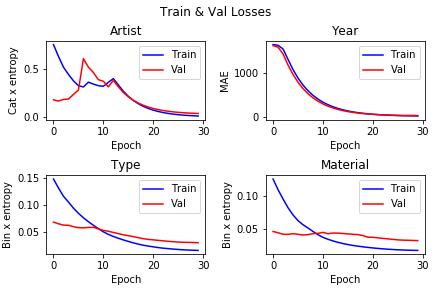 Train & Val Losses
Artist
Cat x entropy
0.5
0.0
0 10 20 30
Epoch
Train
Val
Year
MAE
1000
0
0 10 20 30
Epoch
Train
Val
Type
Bin x entropy
0.15
0.10
0.05
0 10 20 30
Epoch
Train
Val
Material
Bin x entropy
0.10
0.05
0 10 20 30
Epoch
Train
Val